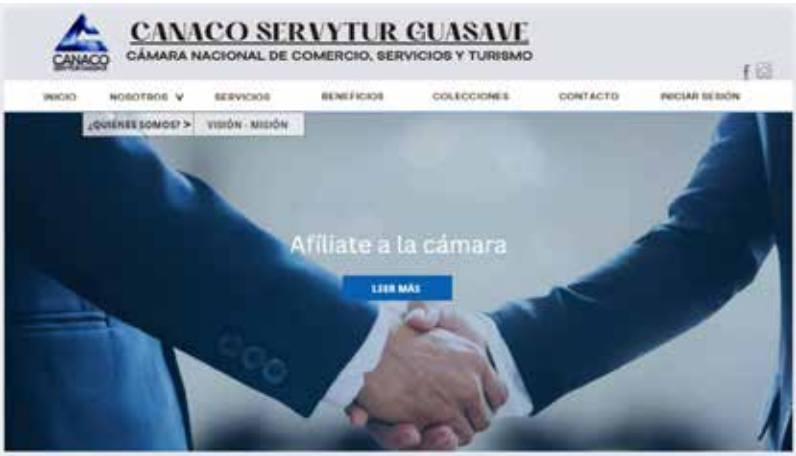 CANACO SERVYTUR GUASAVE
CÁMARA NACIONAL DE COMERCIO, SERVICIOS Y TURISMO
CANACO
INICIO NOSOTROS V SERVICIOS BENEFICIOS COLECCIONES CONTACTO INICIAR SESIÓN
¿QUIÉNES SOMOS? > VISIÓN - MISIÓN
Afíliate a la cámara
LEER MÁS